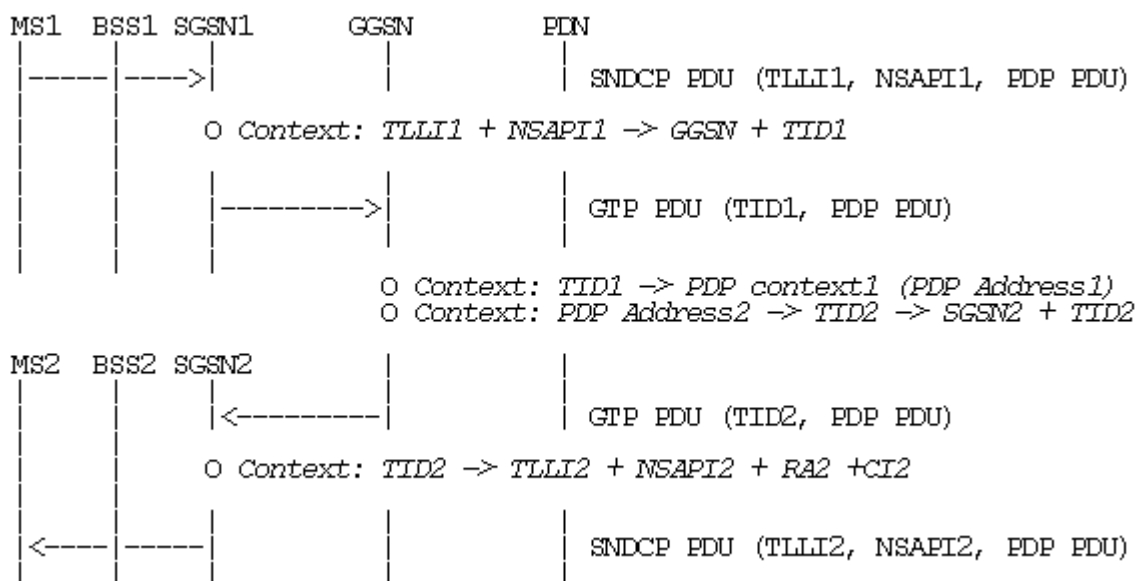 MS1 BSS1 SGSN1 GGSN PDN
SNDCP PDU (TLLI1, NSAPI1, PDP PDU)
O Context: TLLI1 + NSAPI1 -> GGSN + TID1
GTP PDU (TID1, PDP PDU)
O Context: TID1 -> PDP context1 (PDP Address1)
O Context: PDP Address2 -> TID2 -> SGSN2 + TID2
MS2 BSS2 SGSN2
GTP PDU (TID2, PDP PDU)
O Context: TID2 -> TLLI2 + NSAPI2 + RA2 +CI2
SNDCP PDU (TLLI2, NSAPI2, PDP PDU)